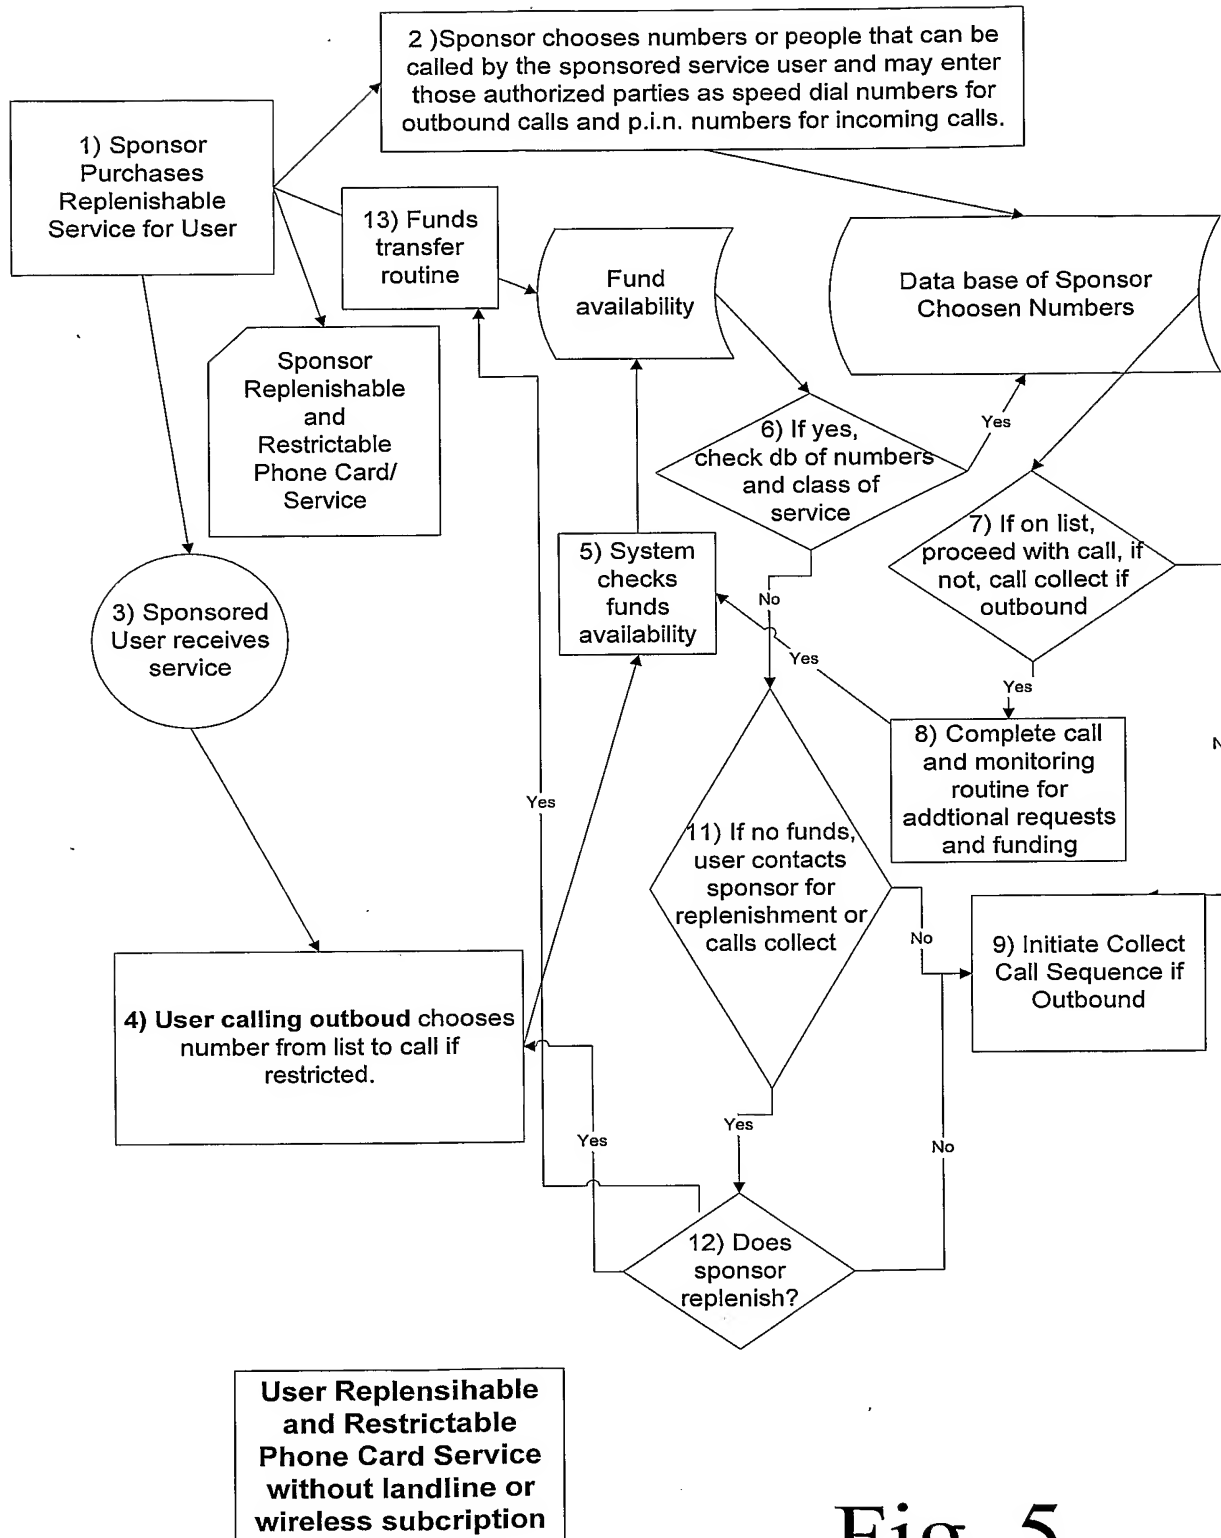 2 )Sponsor chooses numbers or people that can be
called by the sponsored service user and may enter
those authorized parties as speed dial numbers for
outbound calls and p.i.n. numbers for incoming calls.
1) Sponsor
Purchases
Replenishable
Service for User
13) Funds
transfer
routine
Fund
availability
Data base of Sponsor
Choosen Numbers
Sponsor
Replenishable
and
Restrictable
Phone Card/
Service
6) If yes,
check db of numbers
and class of
service
Yes
7) If on list,
proceed with call, if
not, call collect if
outbound
5) System
checks
funds
availability
No
Yes
3) Sponsored
User receives
service
Yes
8) Complete call
and monitoring
routine for
addtional requests
and funding
Yes
11) If no funds,
user contacts
sponsor for
replenishment or
calls collect
No
9) Initiate Collect
Call Sequence if
Outbound
4) User calling outboud chooses
number from list to call if
restricted.
Yes
Yes
No
12) Does
sponsor
replenish?
User Replensihable
and Restrictable
Phone Card Service
without landline or
wireless subcription
Fig. 5